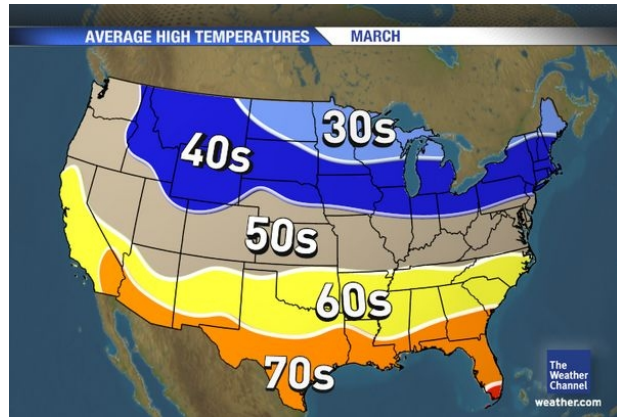 AVERAGE HIGH TEMPERATURES MARCH
30s
40s
50s
60s
70s
The
Weather
Channel
weather.com